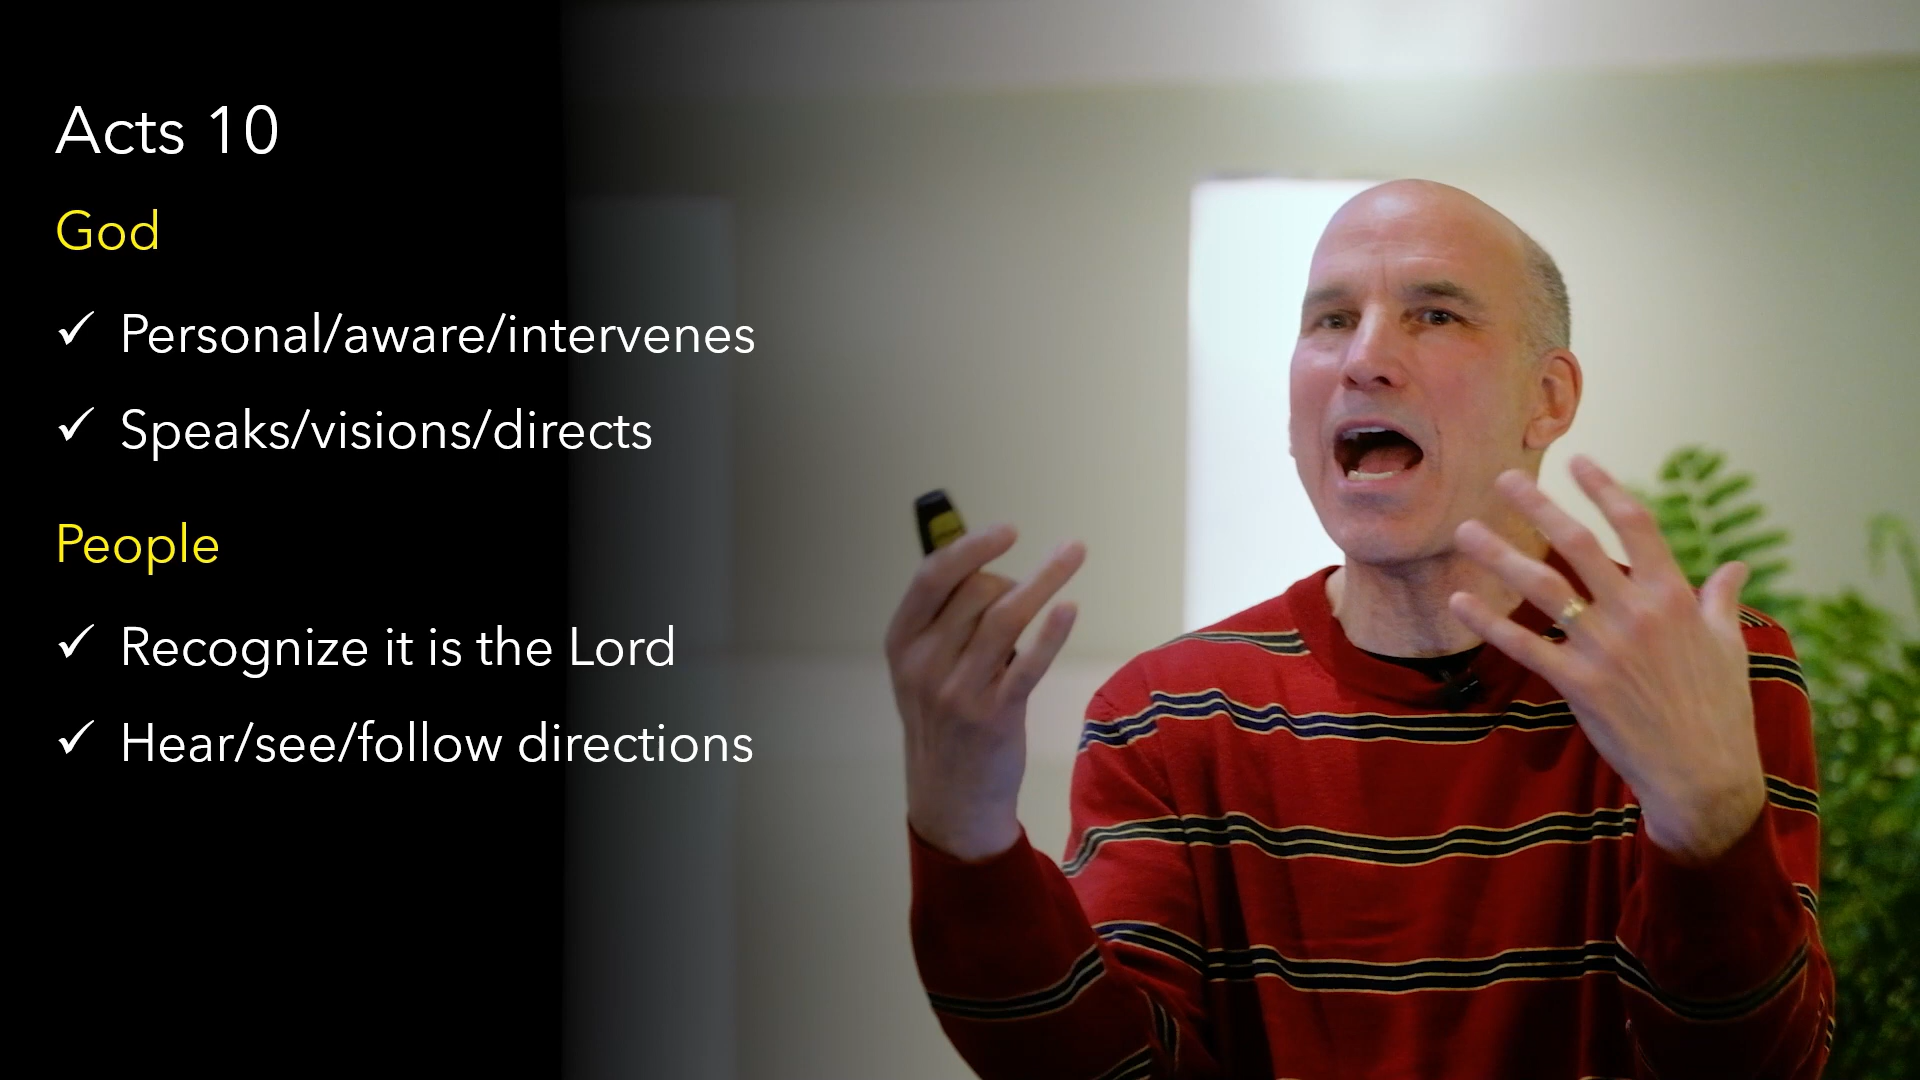 Acts 10
God
✓ Personal/aware/intervenes
✓ Speaks/visions/directs
People
✓ Recognize it is the Lord
✓ Hear/see/follow directions